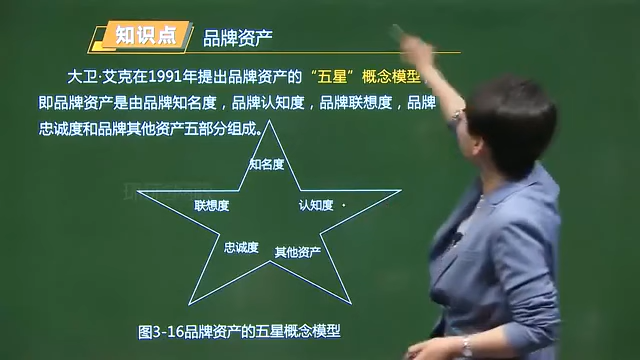 知识点 品牌资产
大卫·艾克在1991年提出品牌资产的“五星”概念模型
即品牌资产是由品牌知名度，品牌认知度，品牌联想度，品牌
忠诚度和品牌其他资产五部分组成。
知名度
联想度 认知度
忠诚度 其他资产
图3-16品牌资产的五星概念模型